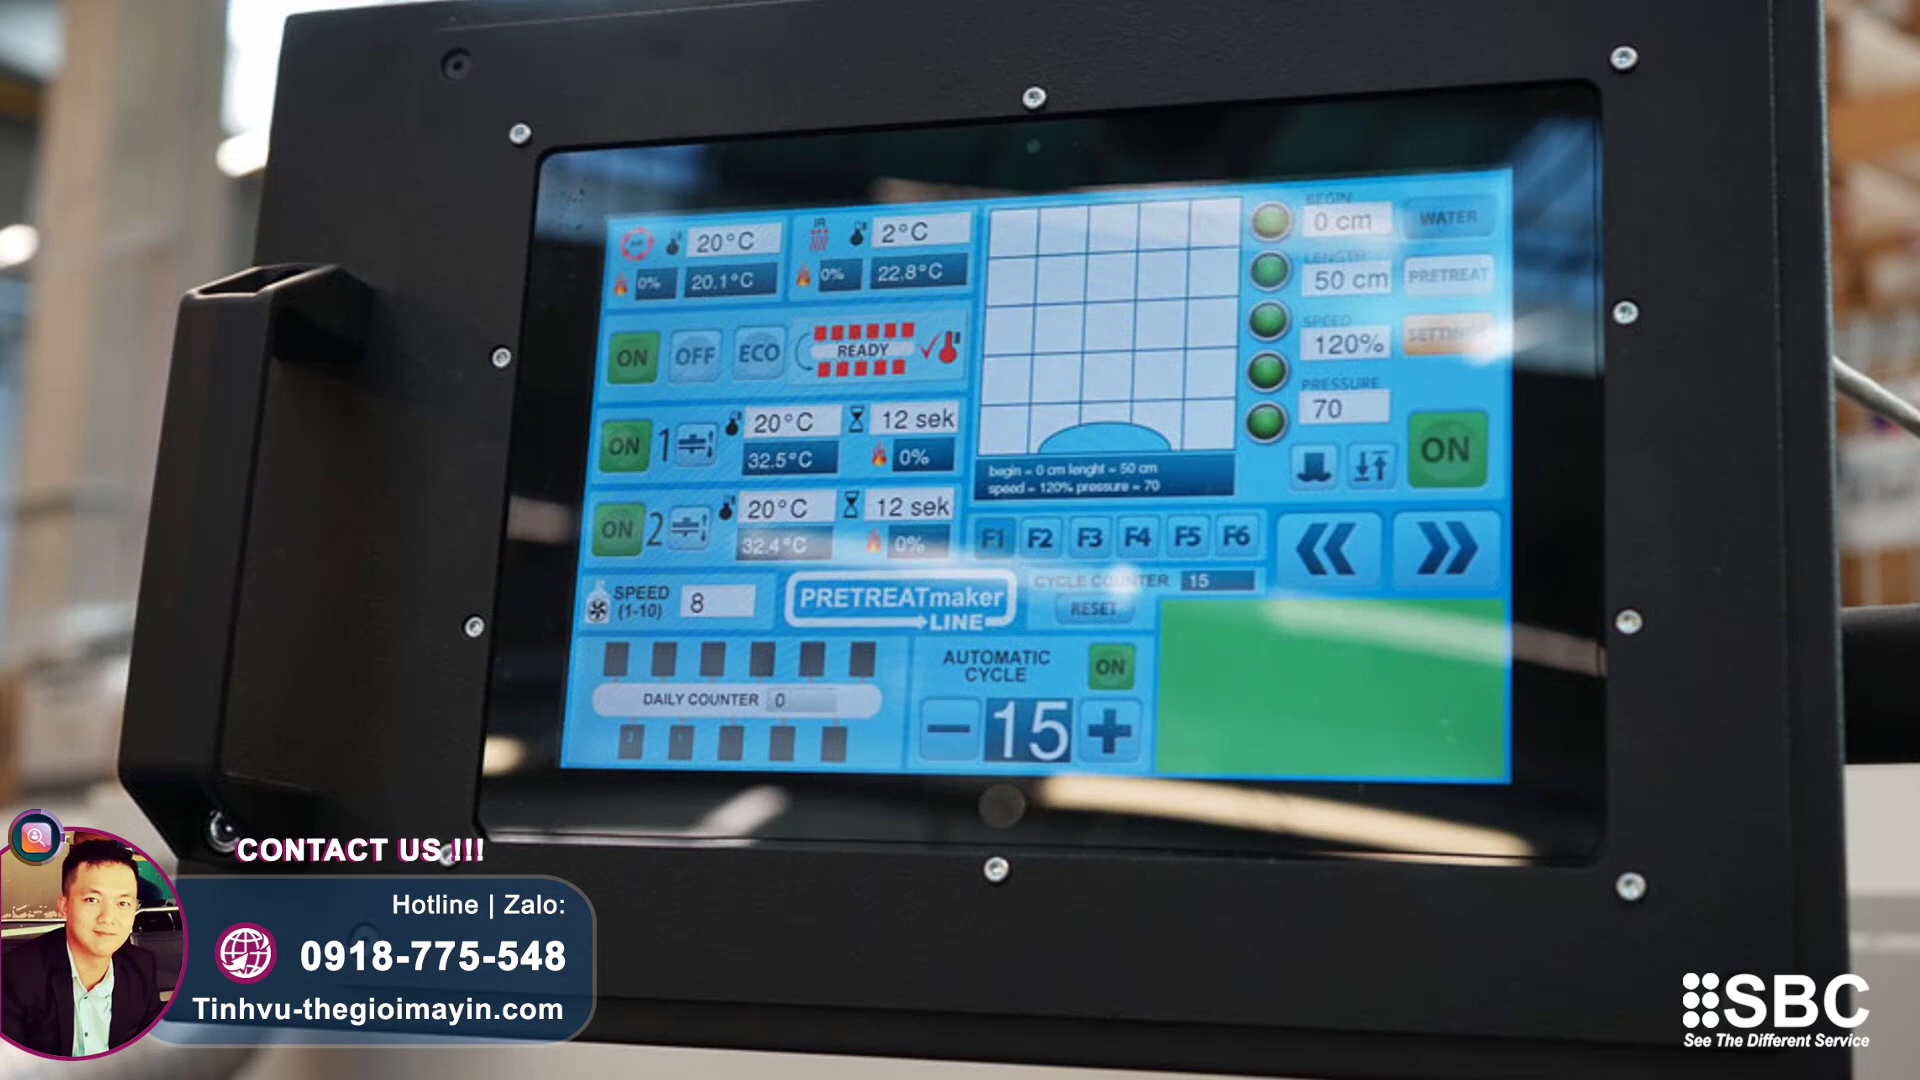 20°C
0%
20.1°C
IR
2°C
0%
22.8°C
ON
OFF
ECO
READY
ON
1
20°C
12 sek
32.5°C
0%
ON
2
20°C
12 sek
32.4°C
0%
SPEED
(1-10)
8
PRETREATmaker
LINE
DAILY COUNTER 0
2
1
begin = 0 cm lenght = 50 cm
speed = 120% pressure = 70
F1
F2
F3
F4
F5
F6
CYCLE COUNTER 15
RESET
AUTOMATIC
CYCLE
ON
15
BEGIN
0 cm
WATER
LENGTH
50 cm
PRETREAT
SPEED
120%
SETTINGS
PRESSURE
70
ON
CONTACT US !!!
Hotline | Zalo:
0918-775-548
Tinhvu-thegioimayin.com
SBC
See The Different Service